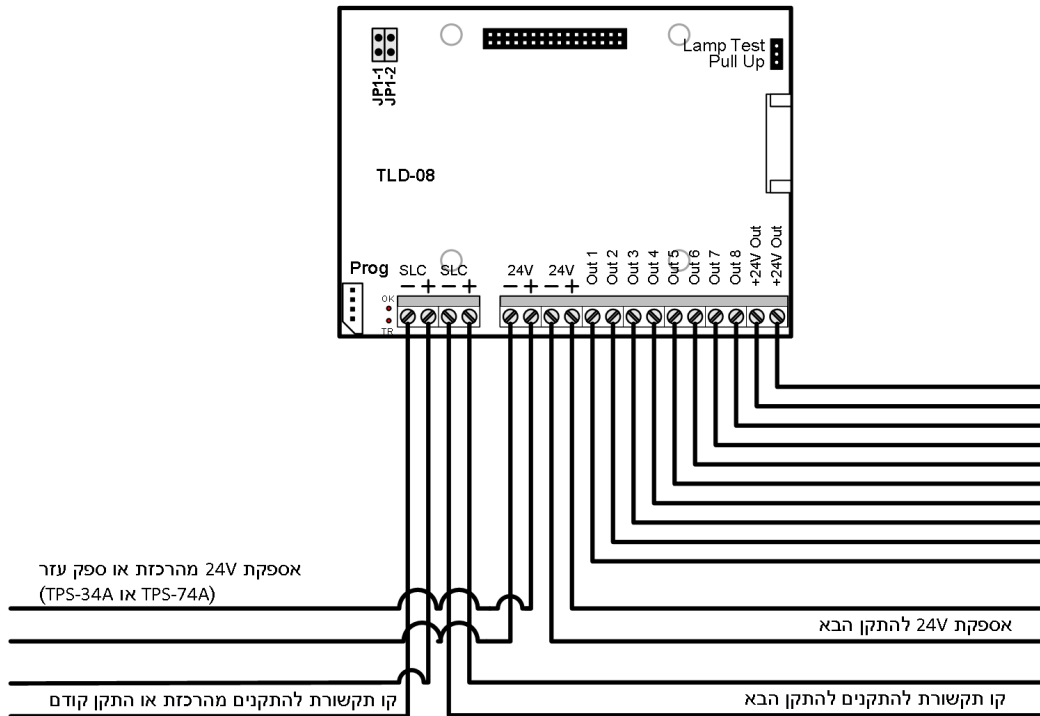 Lamp Test
Pull Up
JP1-1
JP1-2
TLD-08
Prog
SLC SLC
24V 24V
Out 1
Out 2
Out 3
Out 4
Out 5
Out 6
Out 7
Out 8
+24V Out
+24V Out
− + − +
− + − +
OK
TR
אספקת 24V מהרכזת או ספק עזר
(TPS-34A או TPS-74A)
אספקת 24V להתקן הבא
קו תקשורת להתקנים מהרכזת או התקן קודם
קו תקשורת להתקנים להתקן הבא